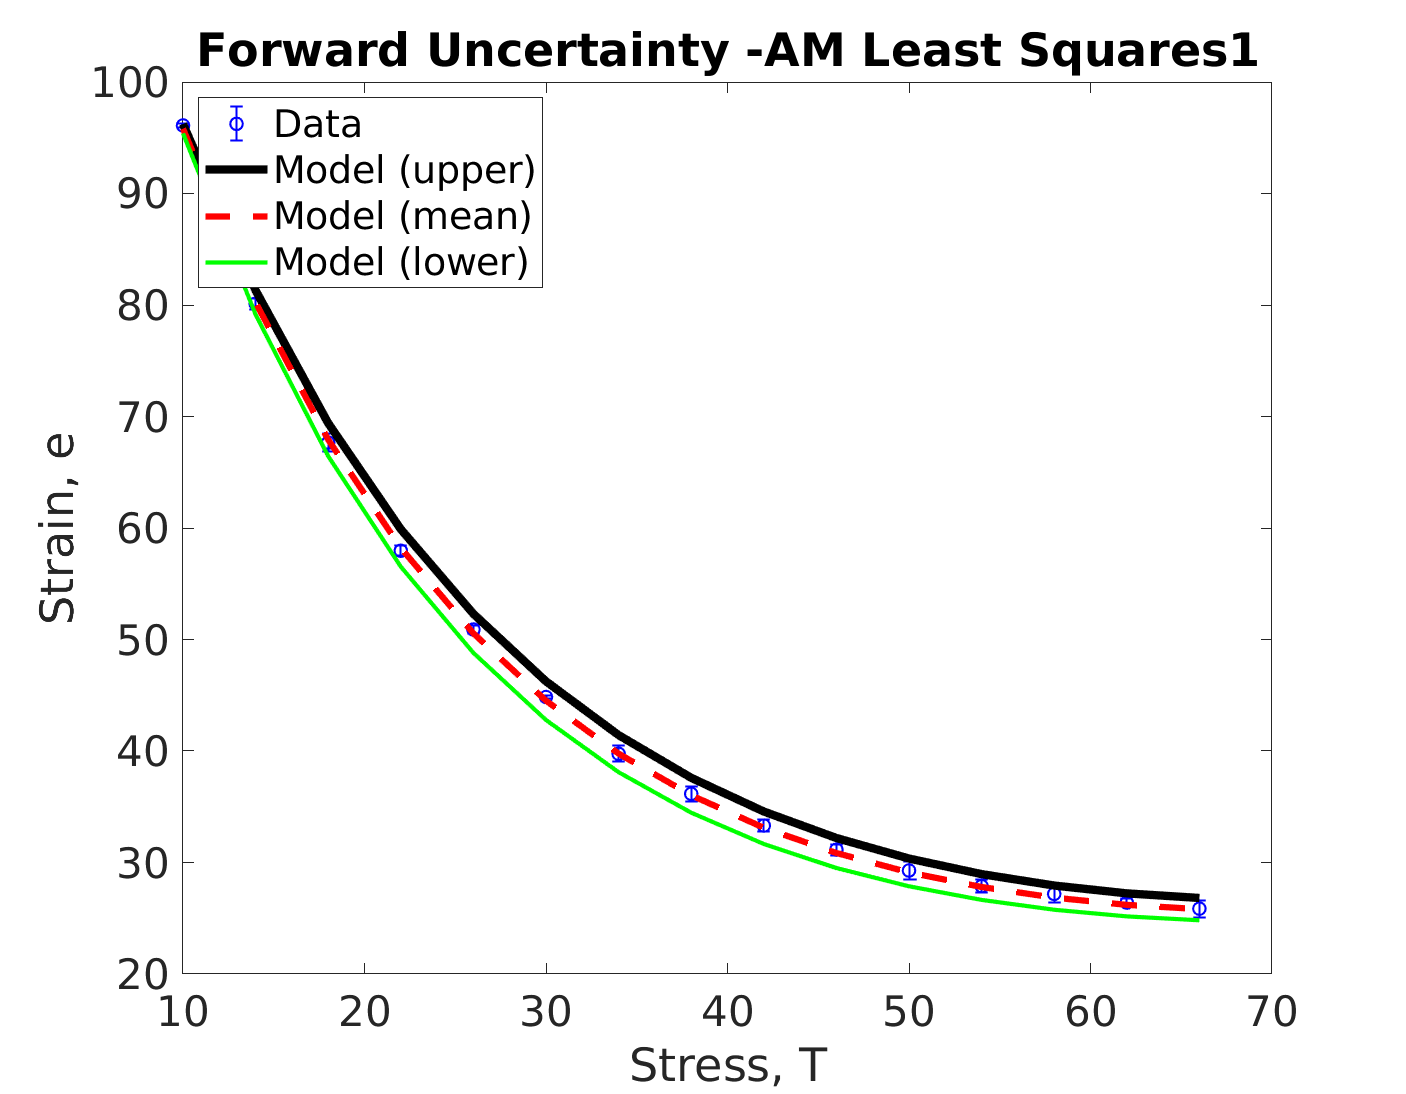 Forward Uncertainty -AM Least Squares1
100
90
80
70
60
50
40
30
20
Strain, e
Data
Model (upper)
Model (mean)
Model (lower)
10 20 30 40 50 60 70
Stress, T